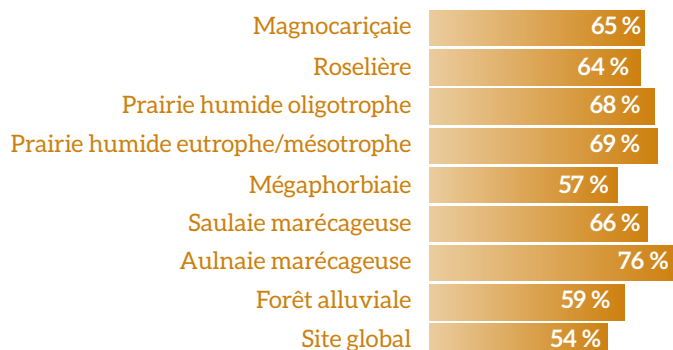 Magnocariçaie 65 %
Roselière 64 %
Prairie humide oligotrophe 68 %
Prairie humide eutrophe/mésotrophe 69 %
Mégaphorbiaie 57 %
Saulaie marécageuse 66 %
Aulnaie marécageuse 76 %
Forêt alluviale 59 %
Site global 54 %